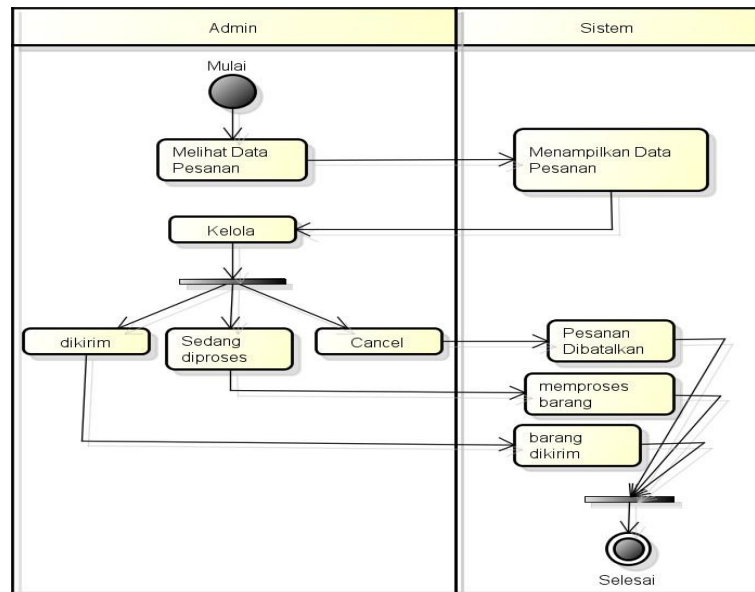 Admin
Sistem
Mulai
Melihat Data
Pesanan
Menampilkan Data
Pesanan
Kelola
dikirim
Sedang
diproses
Cancel
Pesanan
Dibatalkan
memproses
barang
barang
dikirim
Selesai